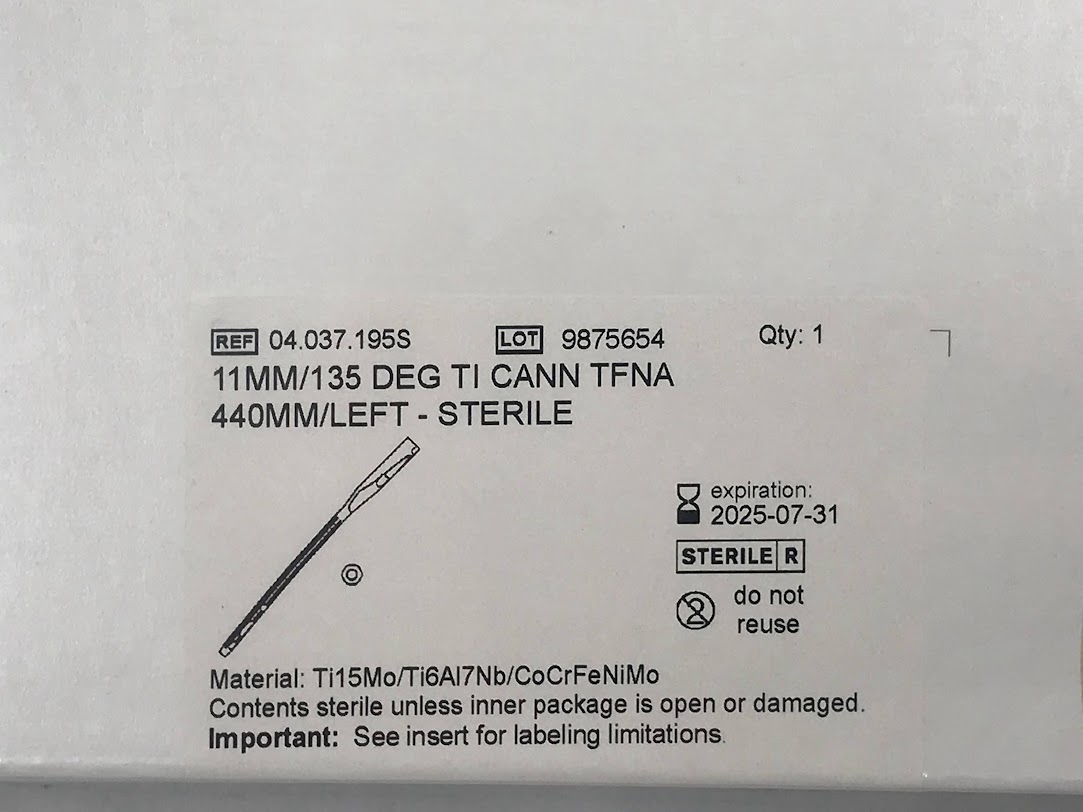 REF 04.037.195S LOT 9875654 Qty: 1
11MM/135 DEG TI CANN TFNA
440MM/LEFT - STERILE
expiration:
2025-07-31
STERILE R
2
do not
reuse
Material: Ti15Mo/Ti6Al7Nb/CoCrFeNiMo
Contents sterile unless inner package is open or damaged.
Important: See insert for labeling limitations.